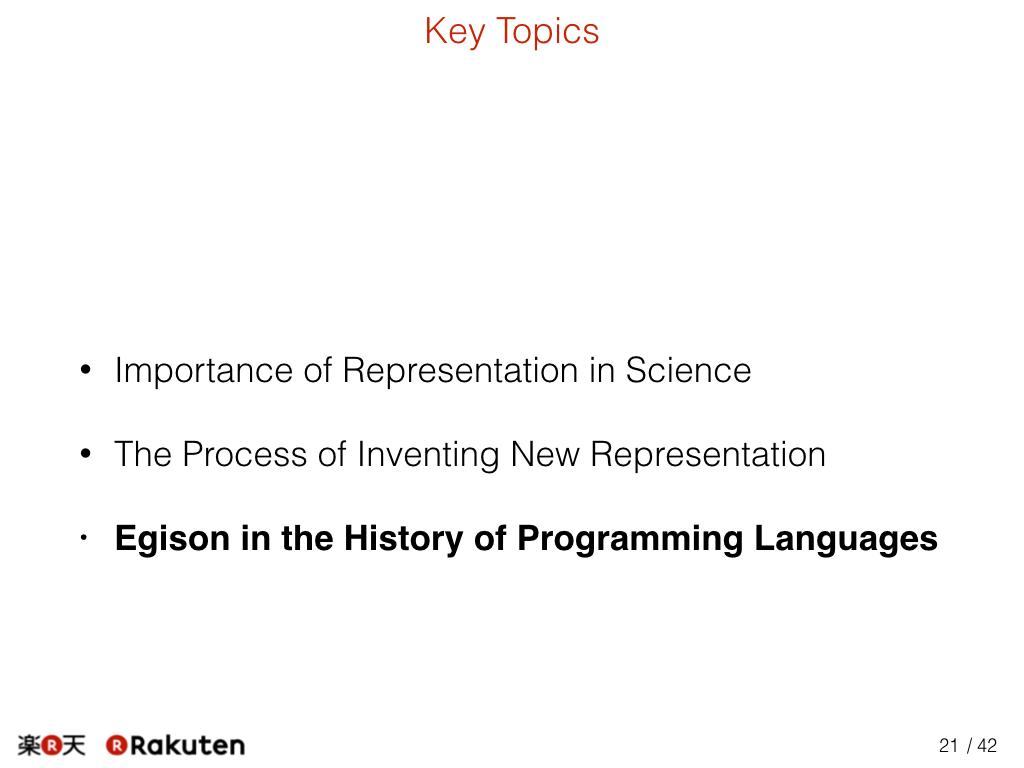 Key Topics
• Importance of Representation in Science
• The Process of Inventing New Representation
• Egison in the History of Programming Languages
楽R天 R Rakuten 21 / 42